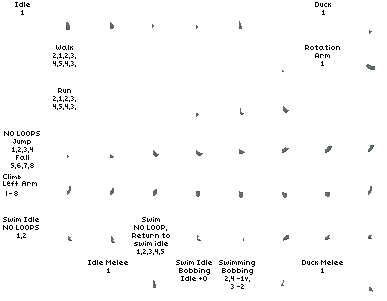 Idle
1
Duck
1
Walk
2,1,2,3,
4,5,4,3,
Rotation
Arm
1
Run
2,1,2,3,
4,5,4,3,
NO LOOPS
Jump
1,2,3,4
Fall
5,6,7,8
Climb
Left Arm
1-8
Swim Idle
NO LOOPS
1,2
Swim
NO LOOP,
Return to
swim idle
1,2,3,4,5
Idle Melee
1
Swim Idle
Bobbing
Idle +0
Swimming
Bobbing
2,4 -1v,
3 -2
Duck Melee
1